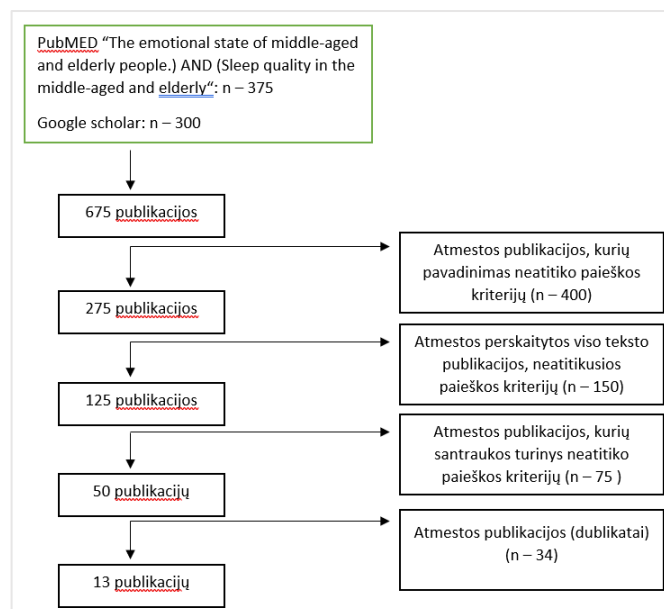 PubMED “The emotional state of middle-aged
and elderly people.) AND (Sleep quality in the
middle-aged and elderly“: n – 375
Google scholar: n – 300
675 publikacijos
Atmestos publikacijos, kurių
pavadinimas neatitiko paieškos
kriterijų (n – 400)
275 publikacijos
Atmestos perskaitytos viso teksto
publikacijos, neatitikusios
paieškos kriterijų (n – 150)
125 publikacijos
Atmestos publikacijos, kurių
santraukos turinys neatitiko
paieškos kriterijų (n – 75 )
50 publikacijų
Atmestos publikacijos (dublikatai)
(n – 34)
13 publikacijų